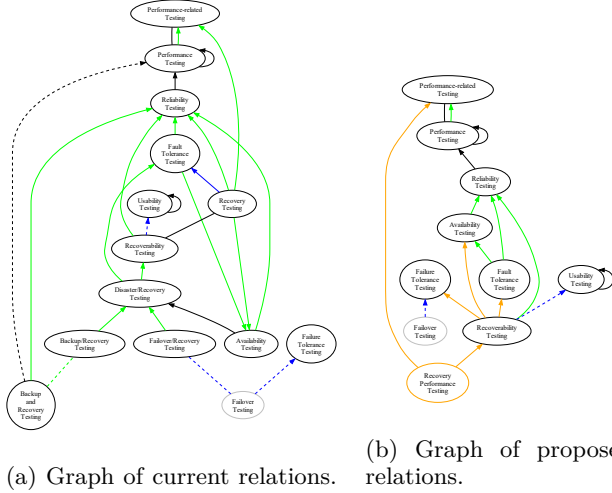 Performance-related
Testing
Performance
Testing
Reliability
Testing
Fault
Tolerance
Testing
Usability
Testing
Recovery
Testing
Recoverability
Testing
Disaster/Recovery
Testing
Backup/Recovery
Testing
Failover/Recovery
Testing
Availability
Testing
Failure
Tolerance
Testing
Backup
and
Recovery
Testing
Failover
Testing
(a) Graph of current relations.
Performance-related
Testing
Performance
Testing
Reliability
Testing
Availability
Testing
Failure
Tolerance
Testing
Fault
Tolerance
Testing
Usability
Testing
Failover
Testing
Recoverability
Testing
Recovery
Performance
Testing
(b) Graph of propose
relations.